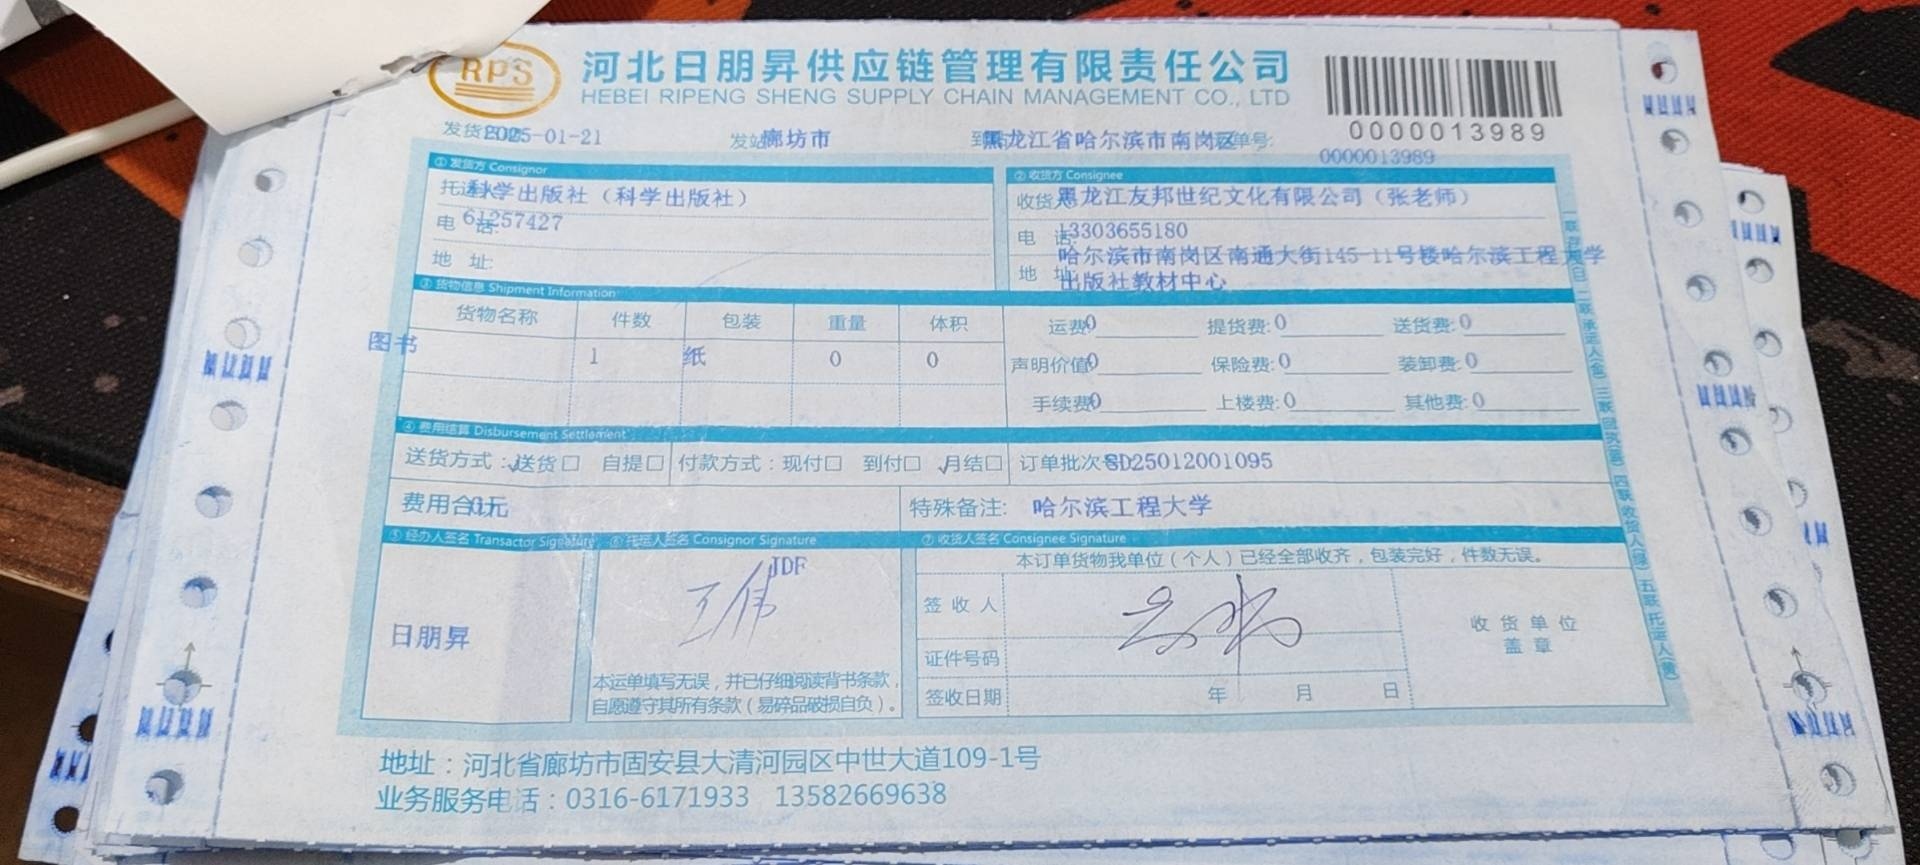 RPS
河北日朋昇供应链管理有限责任公司
HEBEI RIPENG SHENG SUPPLY CHAIN MANAGEMENT CO., LTD
0000013989
发货日期: 2025-01-21 发站: 廊坊市 到站: 黑龙江省哈尔滨市南岗区 运单号: 0000013989
① 发货方 Consignor ② 收货方 Consignee
托运人: 科学出版社（科学出版社） 收货人: 黑龙江友邦世纪文化有限公司（张老师）
电 话: 61257427 电 话: 13303655180
地 址: 地 址: 哈尔滨市南岗区南通大街145-11号楼哈尔滨工程大学
出版社教材中心
③ 货物信息 Shipment Information
货物名称 件数 包装 重量 体积 运费: 0 提货费: 0 送货费: 0
图书 1 纸 0 0 声明价值: 0 保险费: 0 装卸费: 0
手续费: 0 上楼费: 0 其他费: 0
④ 费用结算 Disbursement Settlement
送货方式：✓送货□ 自提□ 付款方式：现付□ 到付□ ✓月结□ 订单批次号: SD25012001095
费用合计: 0元 特殊备注: 哈尔滨工程大学
⑤ 经办人签名 Transactor Signature ⑥ 托运人签名 Consignor Signature ⑦ 收货人签名 Consignee Signature
本订单货物我单位（个人）已经全部收齐，包装完好，件数无误。
JDF
王伟
日朋昇
签 收 人
证件号码
签收日期 年 月 日
收 货 单 位
盖 章
本运单填写无误，并已仔细阅读背书条款，
自愿遵守其所有条款（易碎品破损自负）。
地址：河北省廊坊市固安县大清河园区中世大道109-1号
业务服务电话：0316-6171933 13582669638